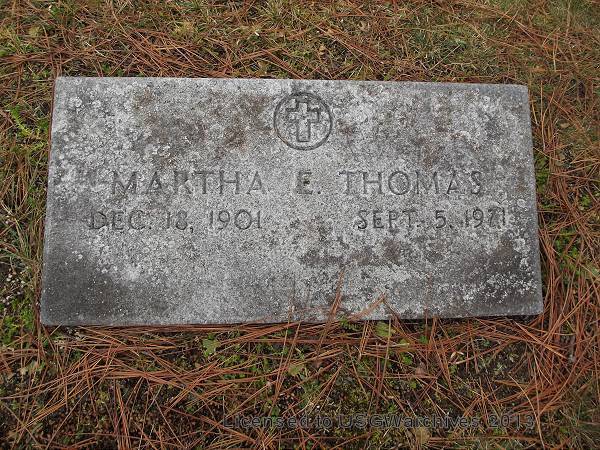 MARTHA E. THOMAS
DEC. 18, 1901 SEPT. 5, 1971
Licensed to USGWarchives 2013